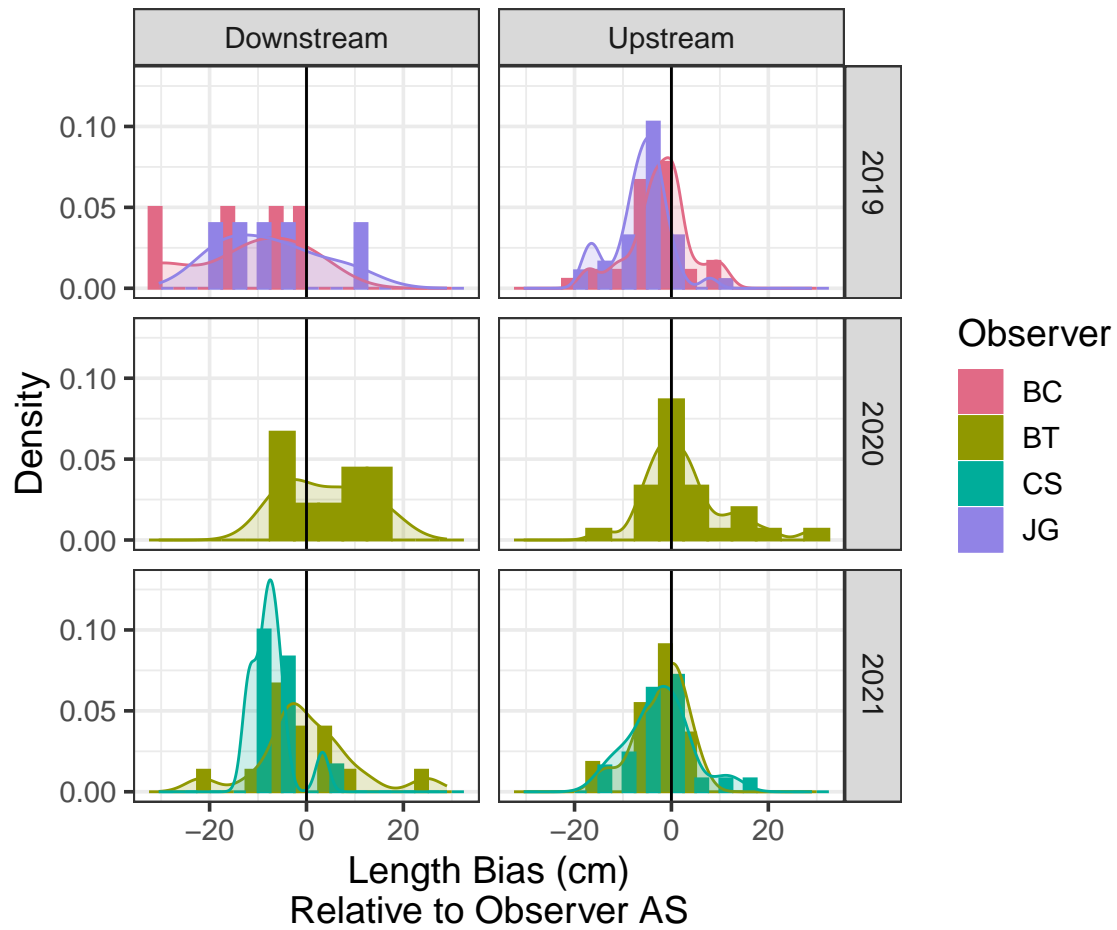 Downstream
Upstream
0.10
0.05
0.00
2019
0.10
0.05
0.00
2020
0.10
0.05
0.00
2021
−20
0
20
−20
0
20
Density
Length Bias (cm)
Relative to Observer AS
Observer
BC
BT
CS
JG